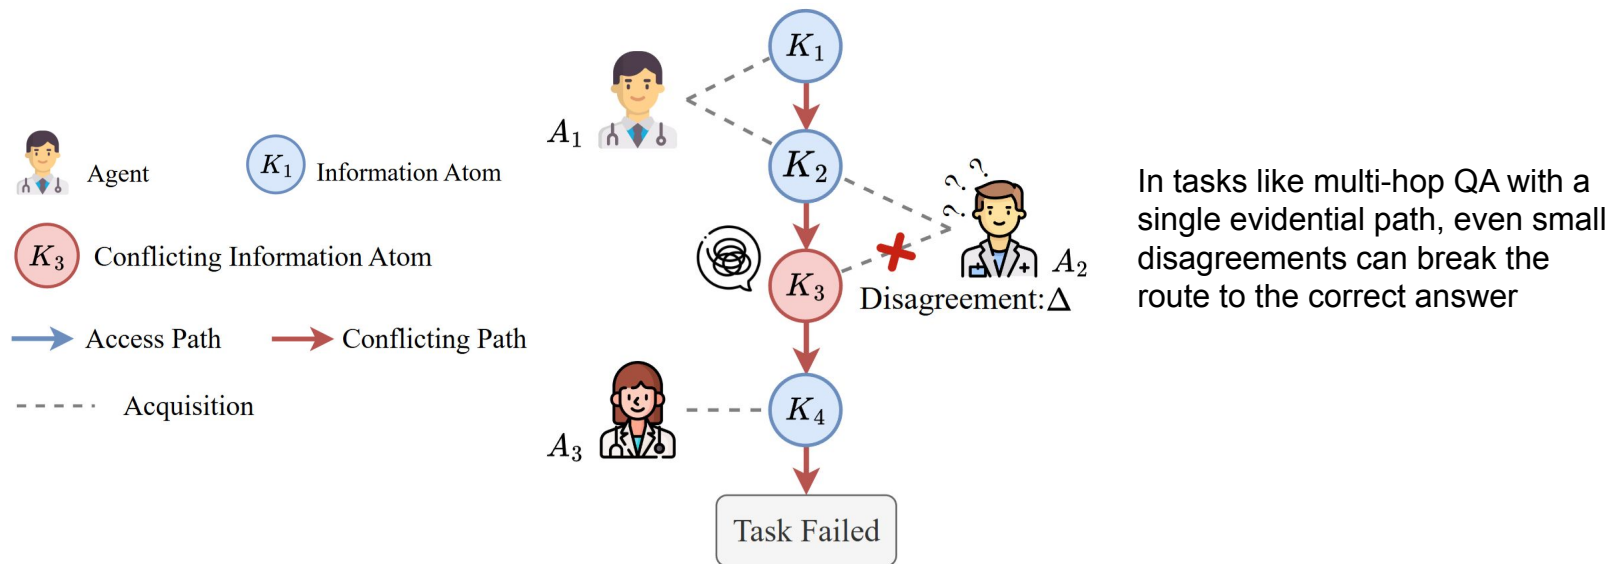 K₁
Agent
K₁
Information Atom
K₃
Conflicting Information Atom
Access Path
Conflicting Path
Acquisition
A₁
K₂
? ? ? ?
K₃
A₂
Disagreement:Δ
A₃
K₄
Task Failed
In tasks like multi-hop QA with a
single evidential path, even small
disagreements can break the
route to the correct answer